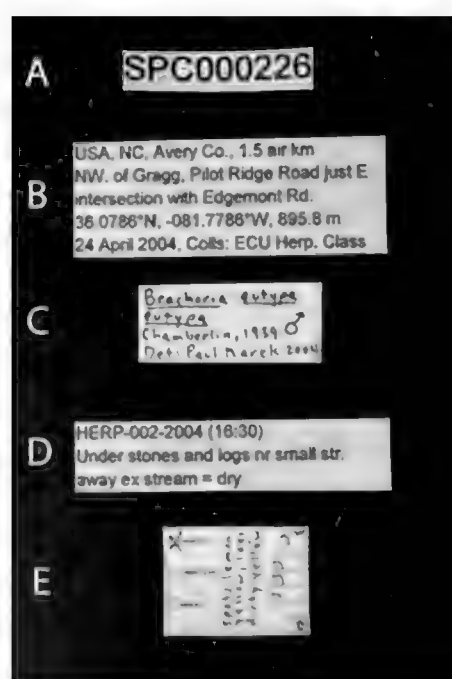 A
SPC000226
B
USA, NC, Avery Co., 1.5 air km
NW. of Gragg, Pilot Ridge Road just E
intersection with Edgemont Rd.
36.0786°N, -081.7786°W, 895.8 m
24 April 2004, Colls: ECU Herp. Class
C
Brachoria eutypa
eutypa
Chamberlin, 1939 ♂
Det: Paul Marek 2004
D
HERP-002-2004 (16:30)
Under stones and logs nr small str.
away ex stream = dry
E